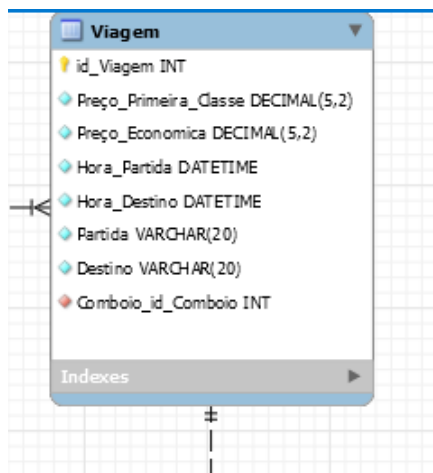 Viagem
id_Viagem INT
Preço_Primeira_Classe DECIMAL(5,2)
Preço_Economica DECIMAL(5,2)
Hora_Partida DATETIME
Hora_Destino DATETIME
Partida VARCHAR(20)
Destino VARCHAR(20)
Comboio_id_Comboio INT
Indexes